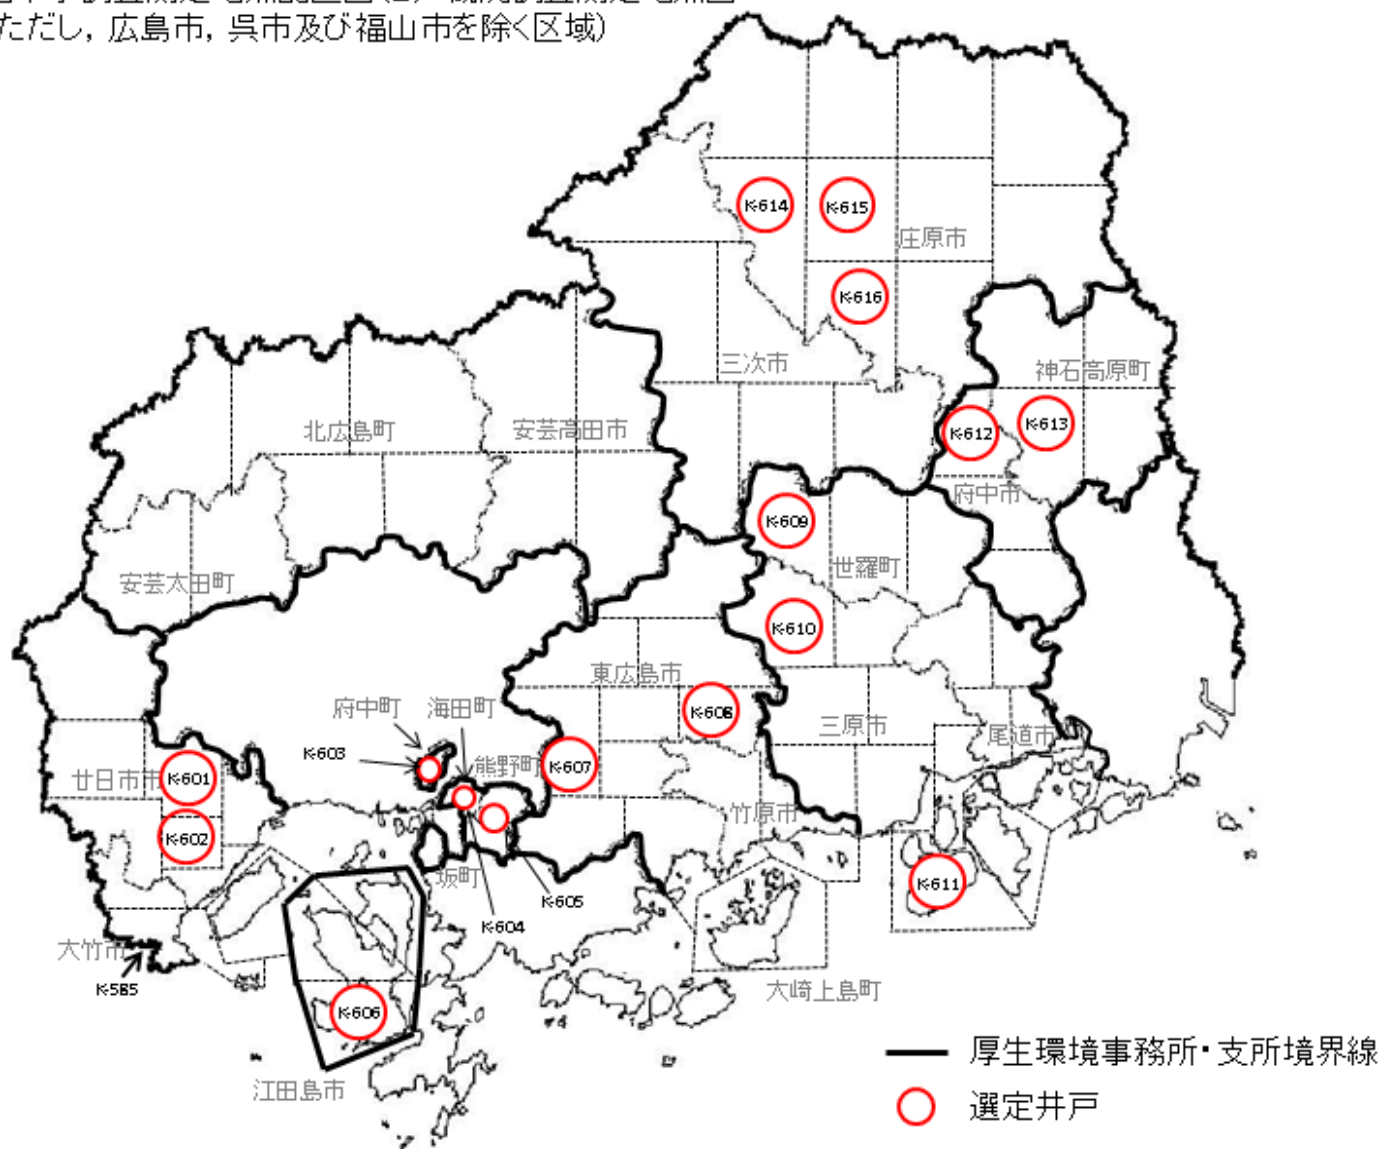 ただし，広島市，呉市及び福山市を除く区域）
K-614
K-615
庄原市
K-616
三次市
神石高原町
北広島町
安芸高田市
K-612
K-613
府中市
K-609
世羅町
安芸太田町
K-610
東広島市
K-608
府中町
海田町
三原市
尾道市
K-603
熊野町
K-607
廿日市市
K-601
竹原市
K-602
坂町
K-611
K-605
K-604
大竹市
K-585
大崎上島町
K-606
江田島市
厚生環境事務所・支所境界線
選定井戸